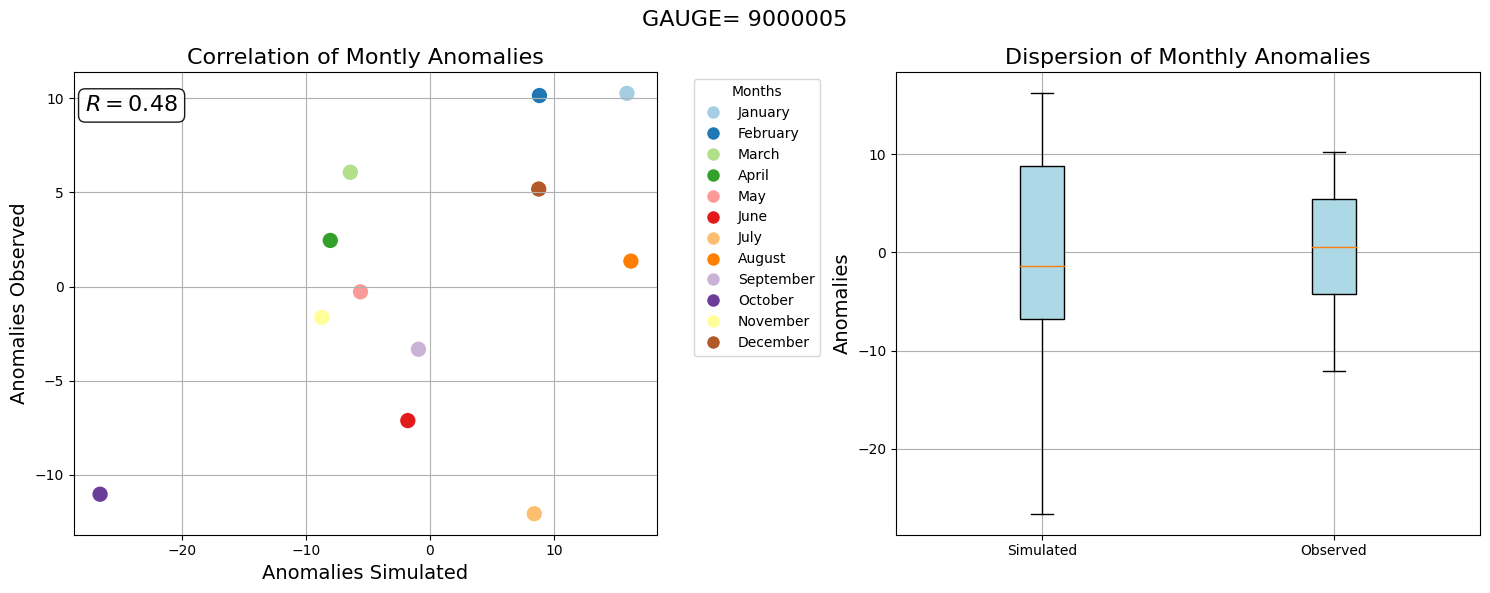 GAUGE= 9000005
Correlation of Montly Anomalies
R = 0.48
10
5
0
−5
−10
Anomalies Observed
−20
−10
0
10
Anomalies Simulated
Months
January
February
March
April
May
June
July
August
September
October
November
December
Dispersion of Monthly Anomalies
10
0
−10
−20
Anomalies
Simulated
Observed